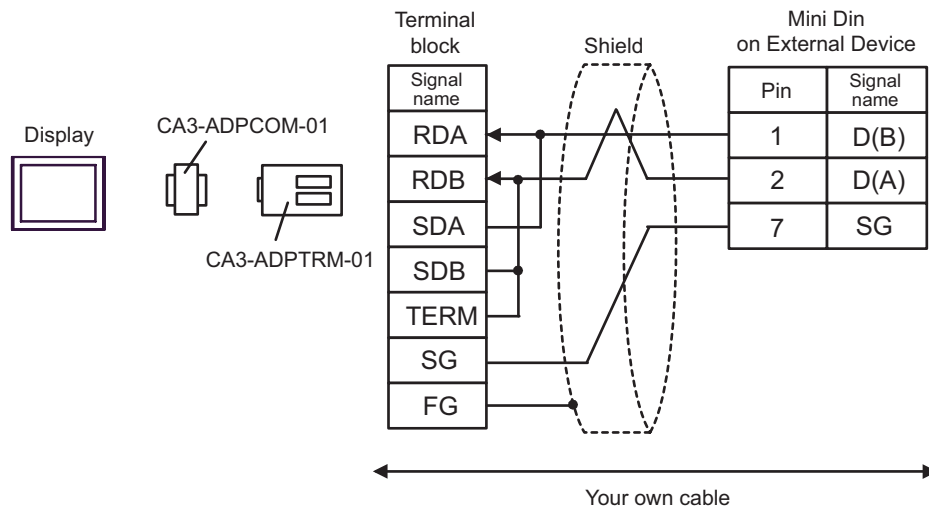 Terminal
block
Shield
Mini Din
on External Device
Display
CA3-ADPCOM-01
CA3-ADPTRM-01
Signal
name
RDA
RDB
SDA
SDB
TERM
SG
FG
Pin
Signal
name
1
D(B)
2
D(A)
7
SG
Your own cable